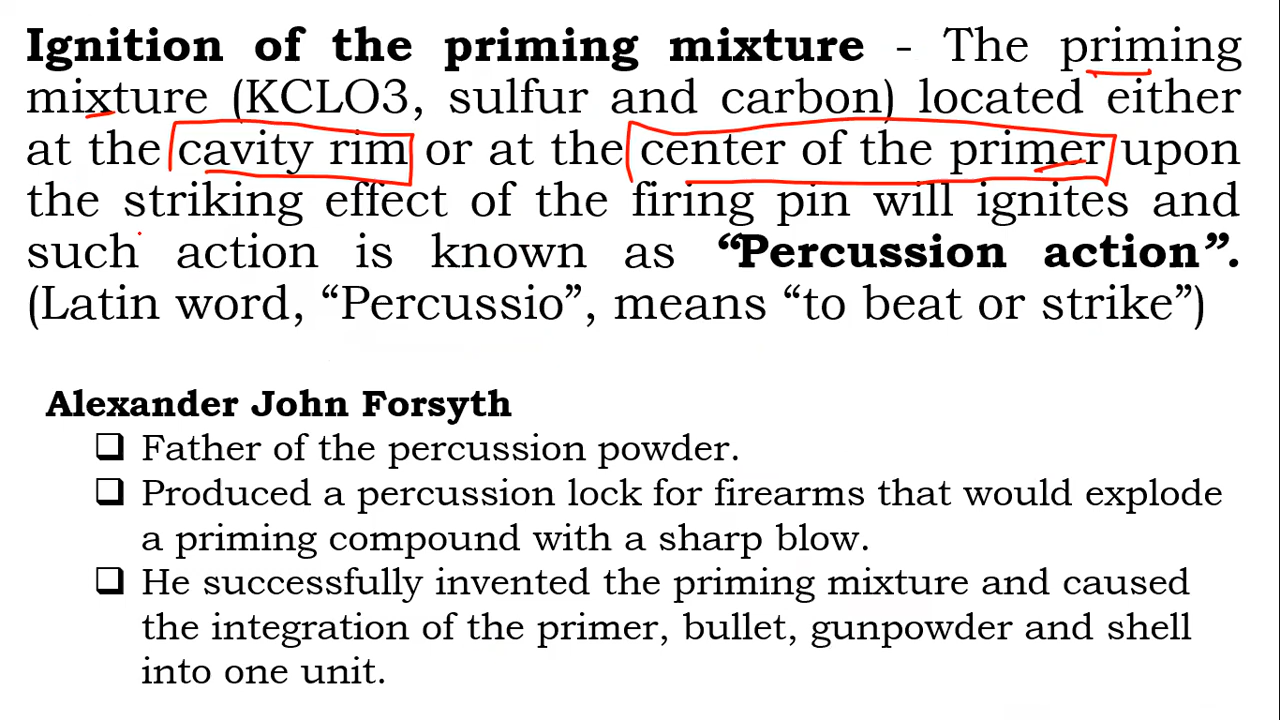 Ignition of the priming mixture - The priming
mixture (KCLO3, sulfur and carbon) located either
at the cavity rim or at the center of the primer upon
the striking effect of the firing pin will ignites and
such action is known as “Percussion action”.
(Latin word, “Percussio”, means “to beat or strike”)
Alexander John Forsyth
❑ Father of the percussion powder.
❑ Produced a percussion lock for firearms that would explode
a priming compound with a sharp blow.
❑ He successfully invented the priming mixture and caused
the integration of the primer, bullet, gunpowder and shell
into one unit.